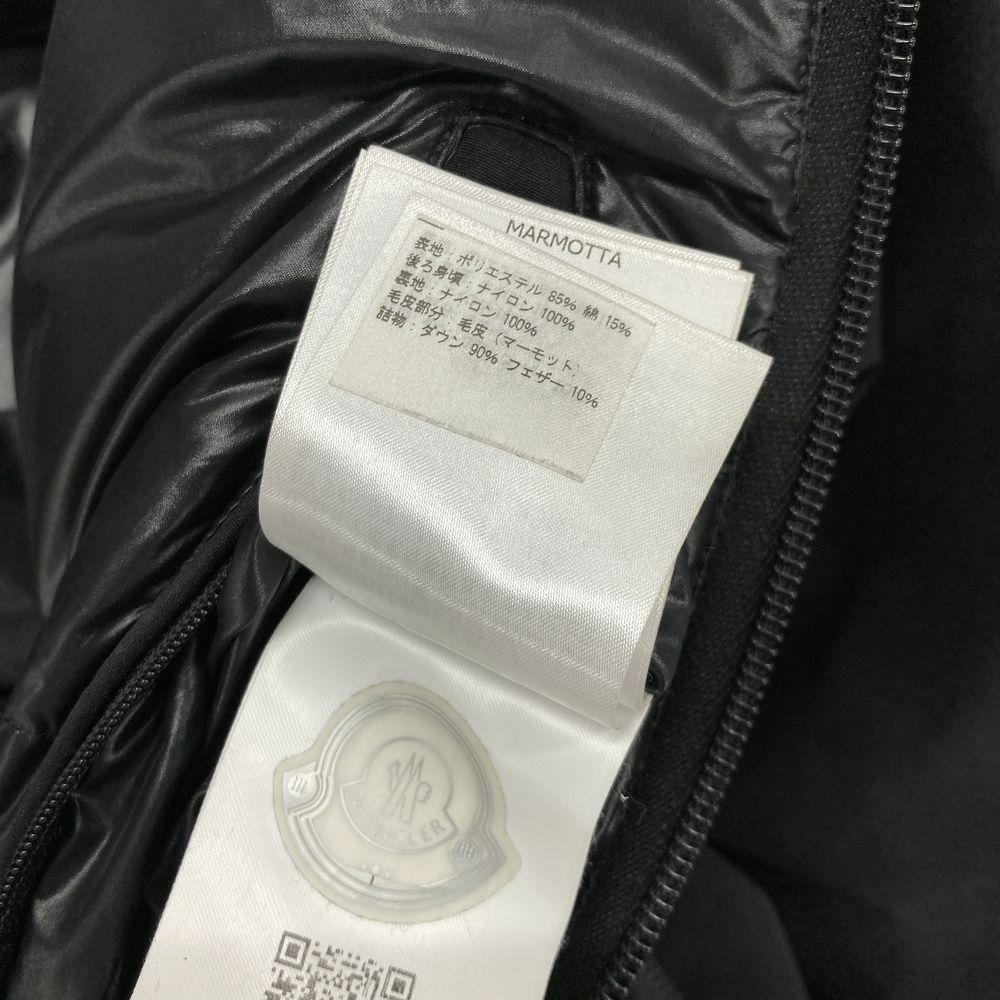 MARMOTTA
表地：ポリエステル 85% 綿 15%
後ろ身頃：ナイロン 100%
裏地：ナイロン 100%
毛皮部分 毛皮（マーモット）
詰物：ダウン 90% フェザー 10%
MONCLER